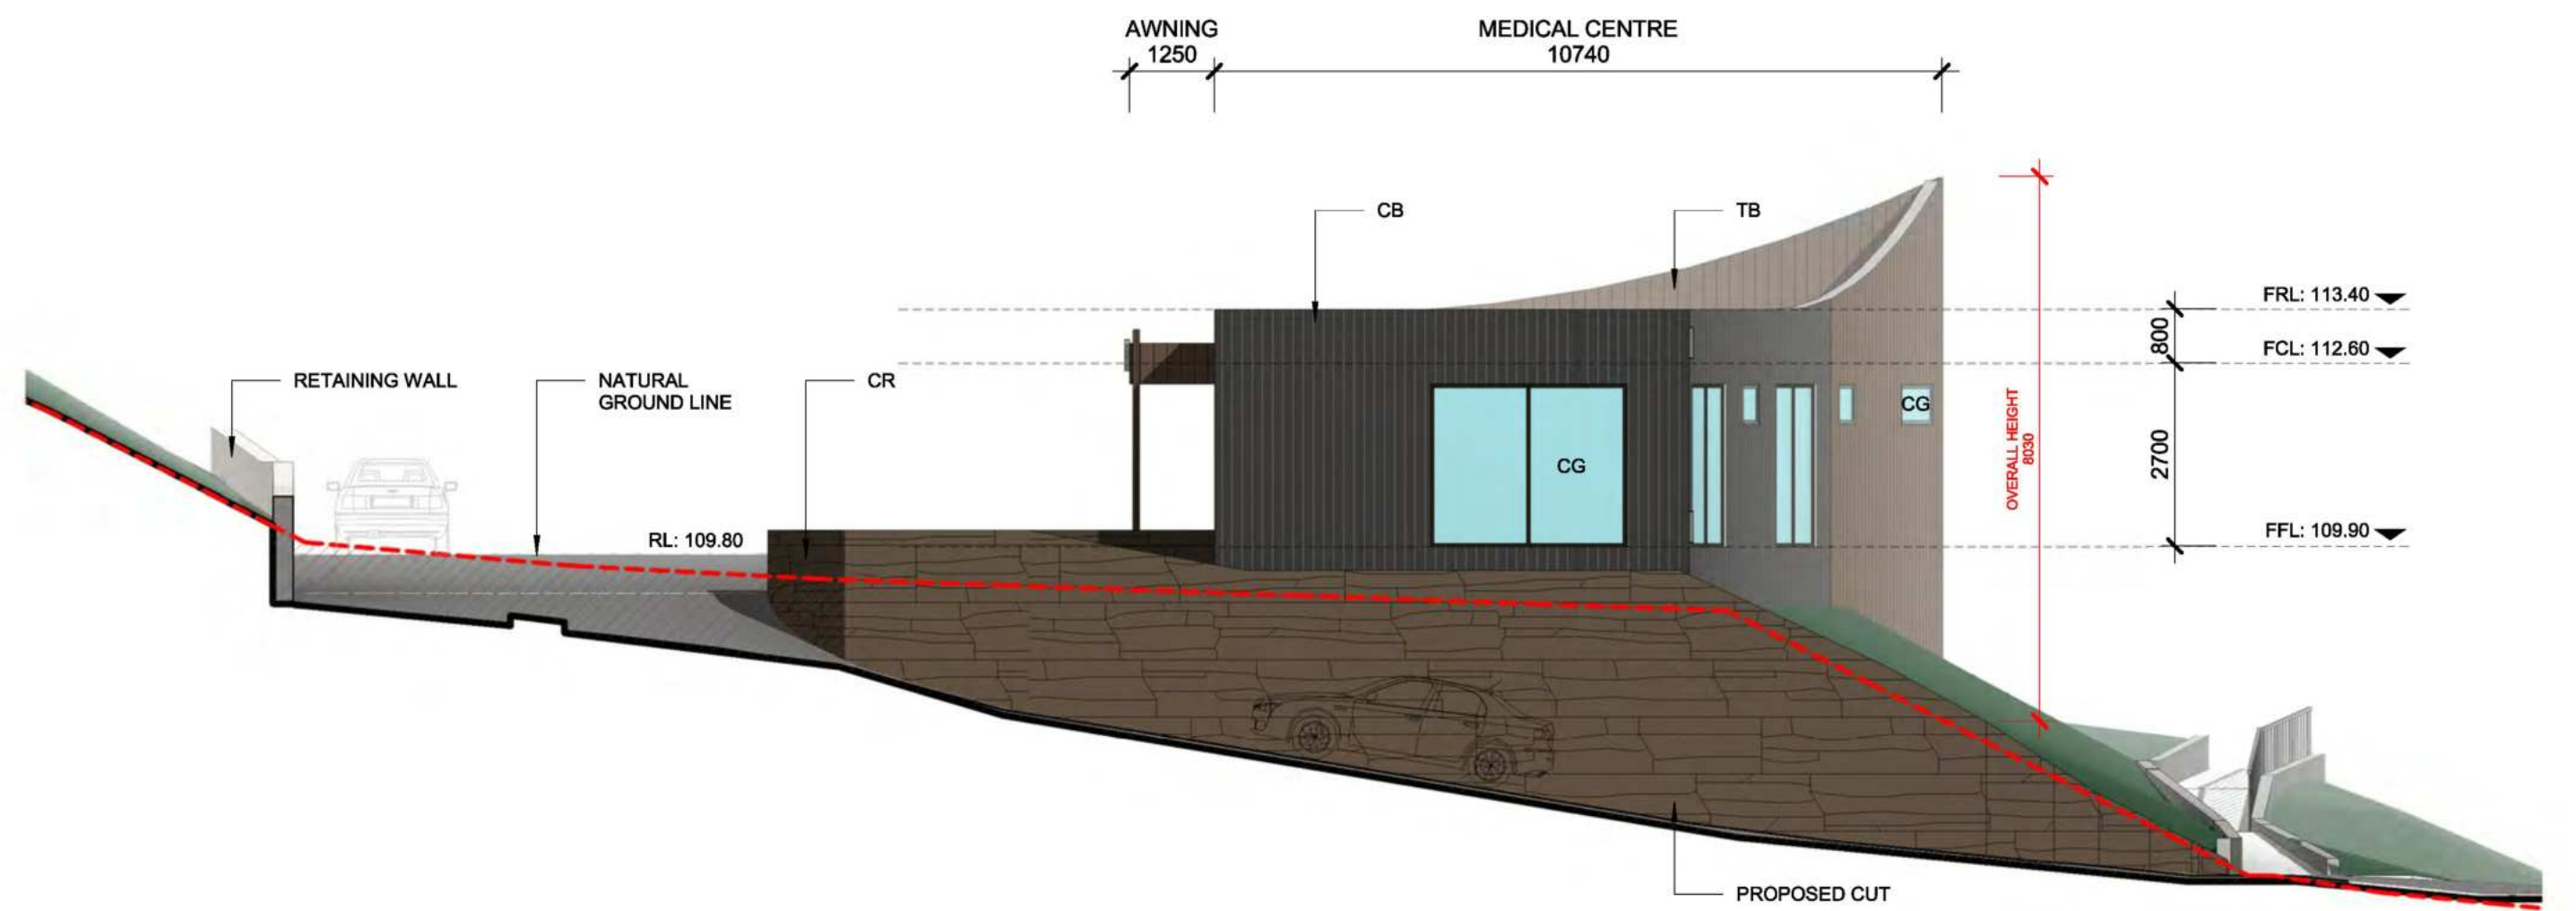 AWNING
1250
MEDICAL CENTRE
10740
CB
TB
FRL: 113.40
800
FCL: 112.60
RETAINING WALL
NATURAL
GROUND LINE
CR
CG
OVERALL HEIGHT
8030
2700
CG
RL: 109.80
FFL: 109.90
PROPOSED CUT